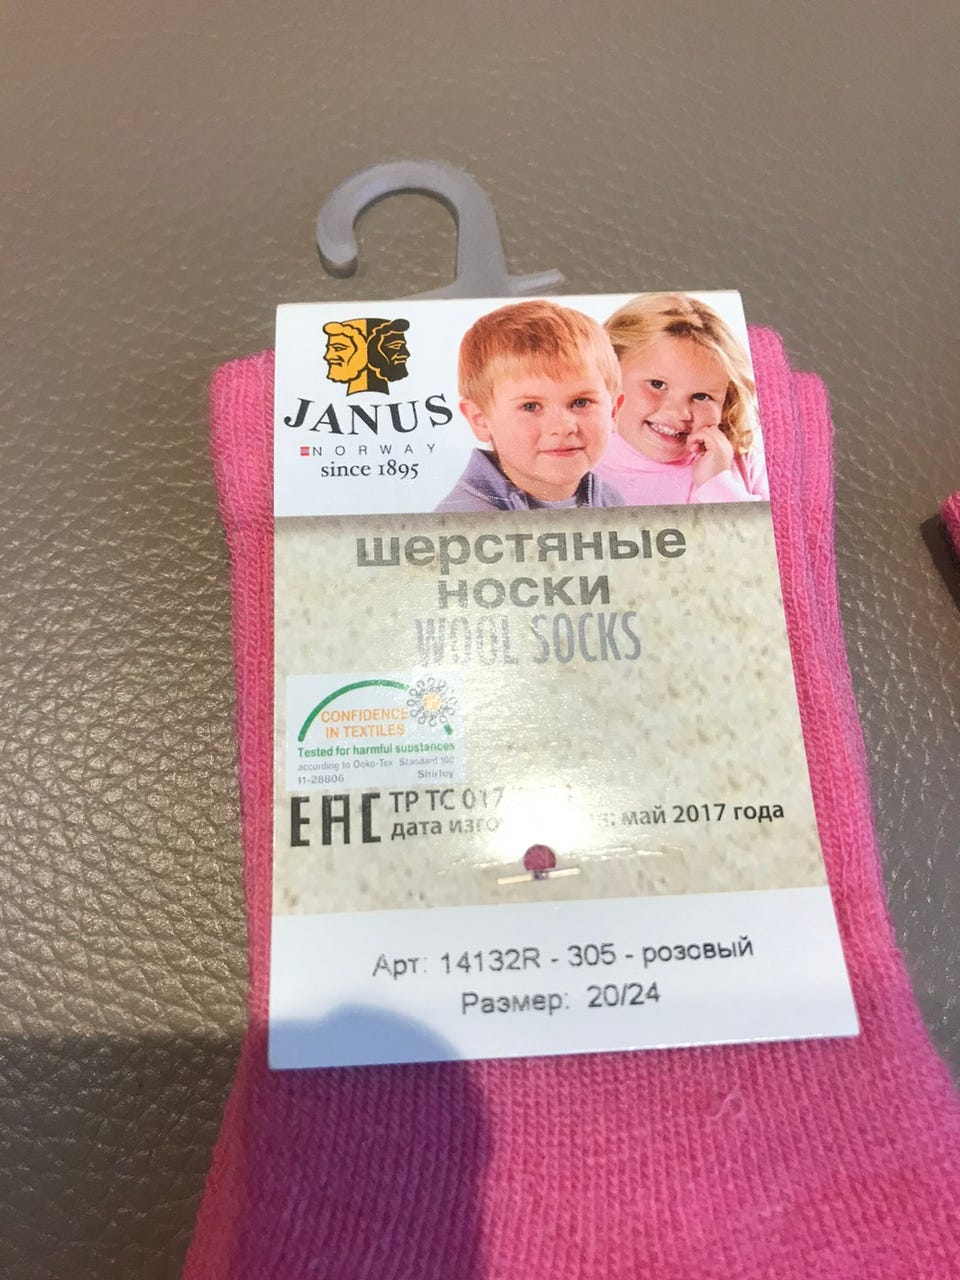 JANUS
NORWAY
since 1895
шерстяные
носки
WOOL SOCKS
CONFIDENCE
IN TEXTILES
Tested for harmful substances
according to Oeko-Tex Standard 100
11-28806 Shirley
EAC ТР ТС 017
дата май 2017 года
Арт: 14132R - 305 - розовый
Размер: 20/24